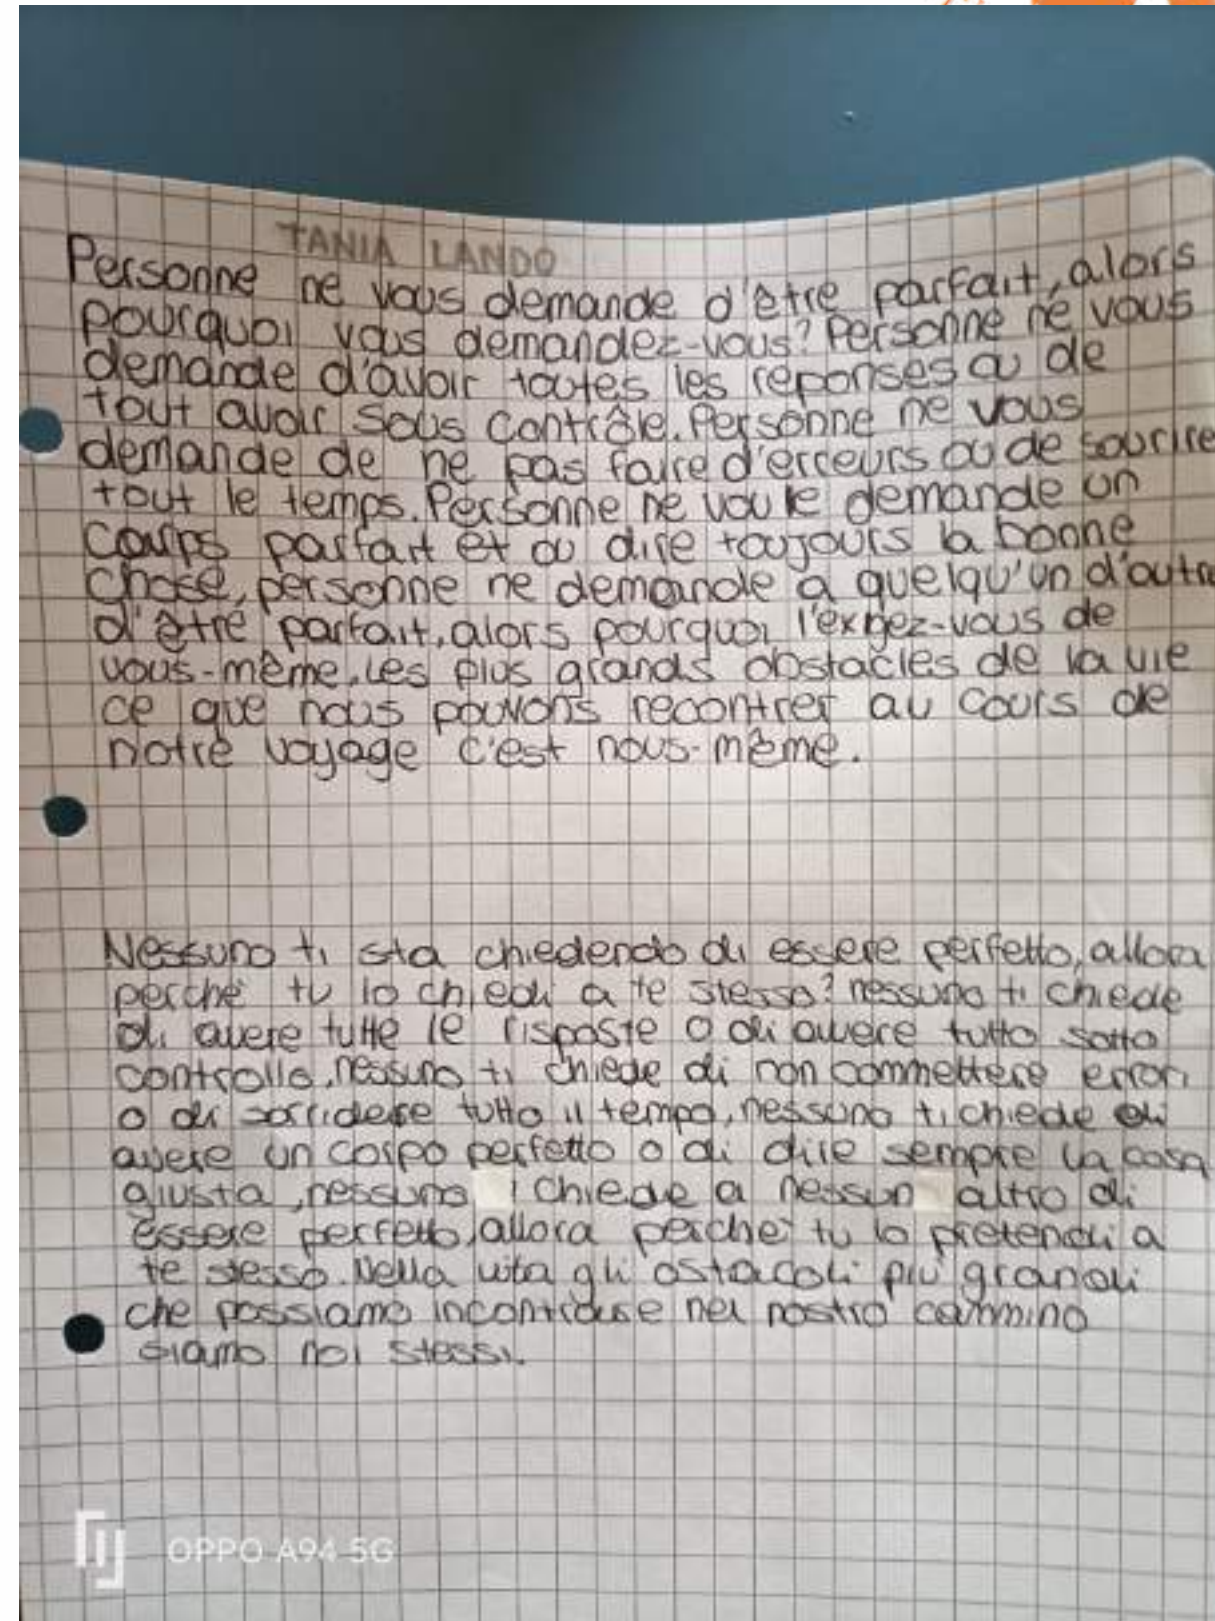 TANIA LANDO
Personne ne vous demande d'être parfait, alors
pourquoi vous demandez-vous? Personne ne vous
demande d'avoir toutes les réponses ou de
tout avoir sous contrôle. Personne ne vous
demande de ne pas faire d'erreurs ou de sourire
tout le temps. Personne ne vou le demande un
corps parfait et ou dire toujours la bonne
chose, personne ne demande a quelqu'un d'outre
d'être parfait, alors pourquoi l'exigez-vous de
vous-même. Les plus grands obstacles de la vie
ce que nous pouvons recontrer au cours de
notre voyage c'est nous-même.
Nessuno ti sta chiedendo di essere perfetto, allora
perchè tu lo chiedi a te stesso? nessuno ti chiede
di avere tutte le risposte o di avere tutto sotto
controllo, nessuno ti chiede di non commettere errori
o di sorridere tutto il tempo, nessuno ti chiede di
avere un corpo perfetto o di dire sempre la cosa
giusta, nessuno chiede a nessun altro di
essere perfetto, allora perchè tu lo pretendi a
te stesso. Nella vita gli ostacoli più grandi
che possiamo incontrare nel nostro cammino
siamo noi stessi.
OPPO A94 5G